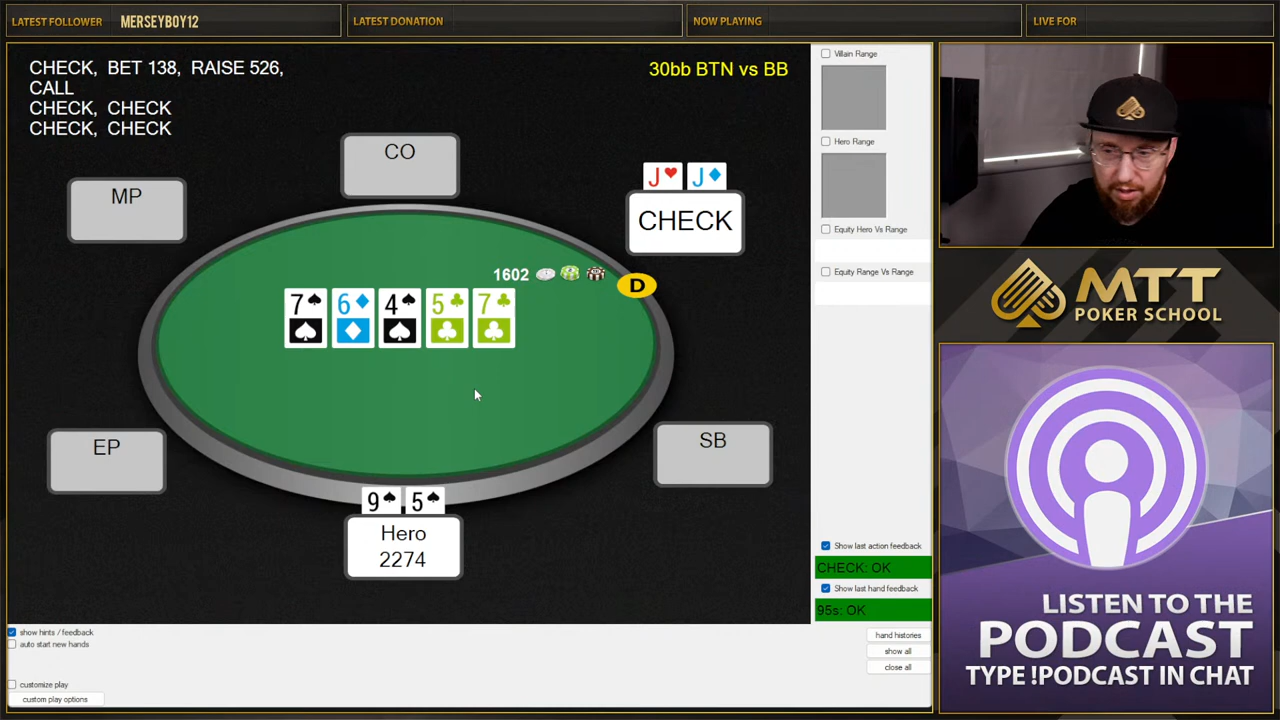 LATEST FOLLOWER MERSEYBOY12 LATEST DONATION NOW PLAYING LIVE FOR
CHECK, BET 138, RAISE 526,
CALL
CHECK, CHECK
CHECK, CHECK
30bb BTN vs BB
CO
MP
J J
CHECK
1602
D
7 6 4 5 7
EP
SB
9 5
Hero
2274
Villain Range
Hero Range
Equity Hero Vs Range
Equity Range Vs Range
Show last action feedback
CHECK: OK
Show last hand feedback
95s: OK
show hints / feedback
auto start new hands
customize play
custom play options
hand histories
show all
close all
MTT
POKER SCHOOL
LISTEN TO THE
PODCAST
TYPE !PODCAST IN CHAT